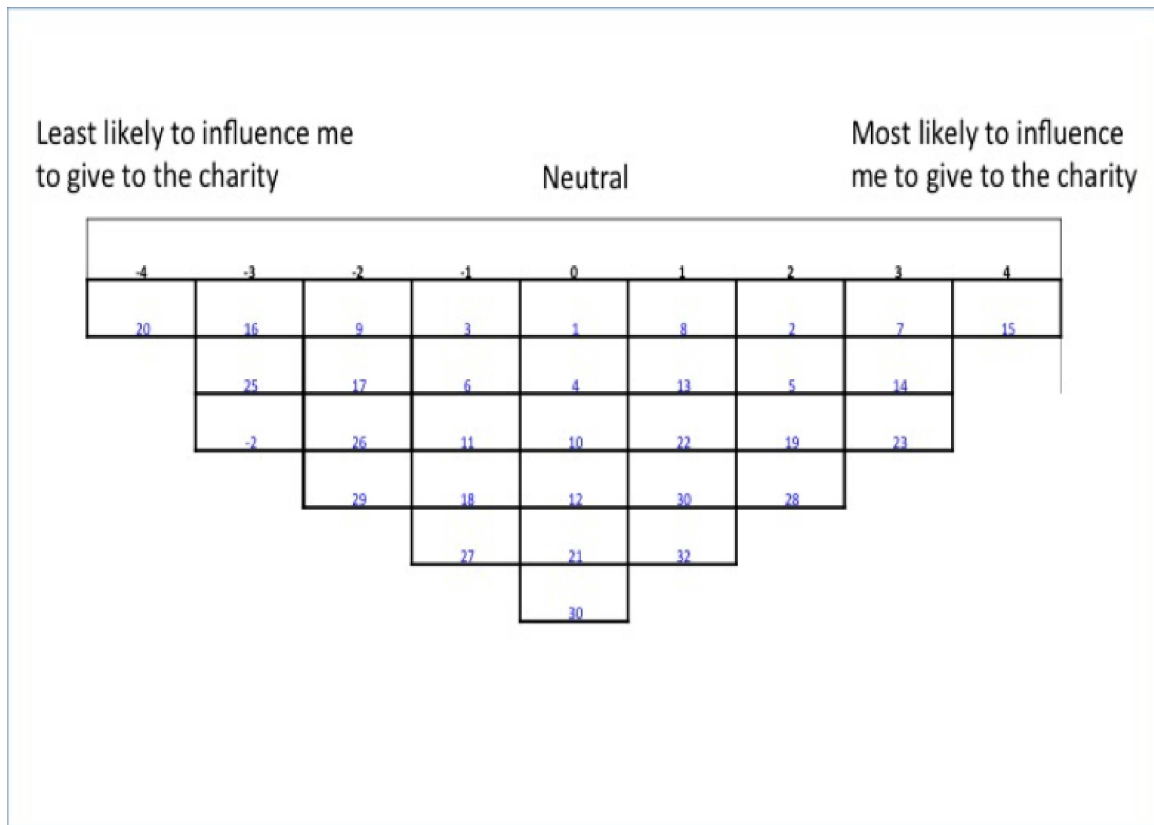 Least likely to influence me
to give to the charity
Neutral
Most likely to influence
me to give to the charity
-4 -3 -2 -1 0 1 2 3 4
20 16 9 3 1 8 2 7 15
25 17 6 4 13 5 14
-2 26 11 10 22 19 23
29 18 12 30 28
27 21 32
30